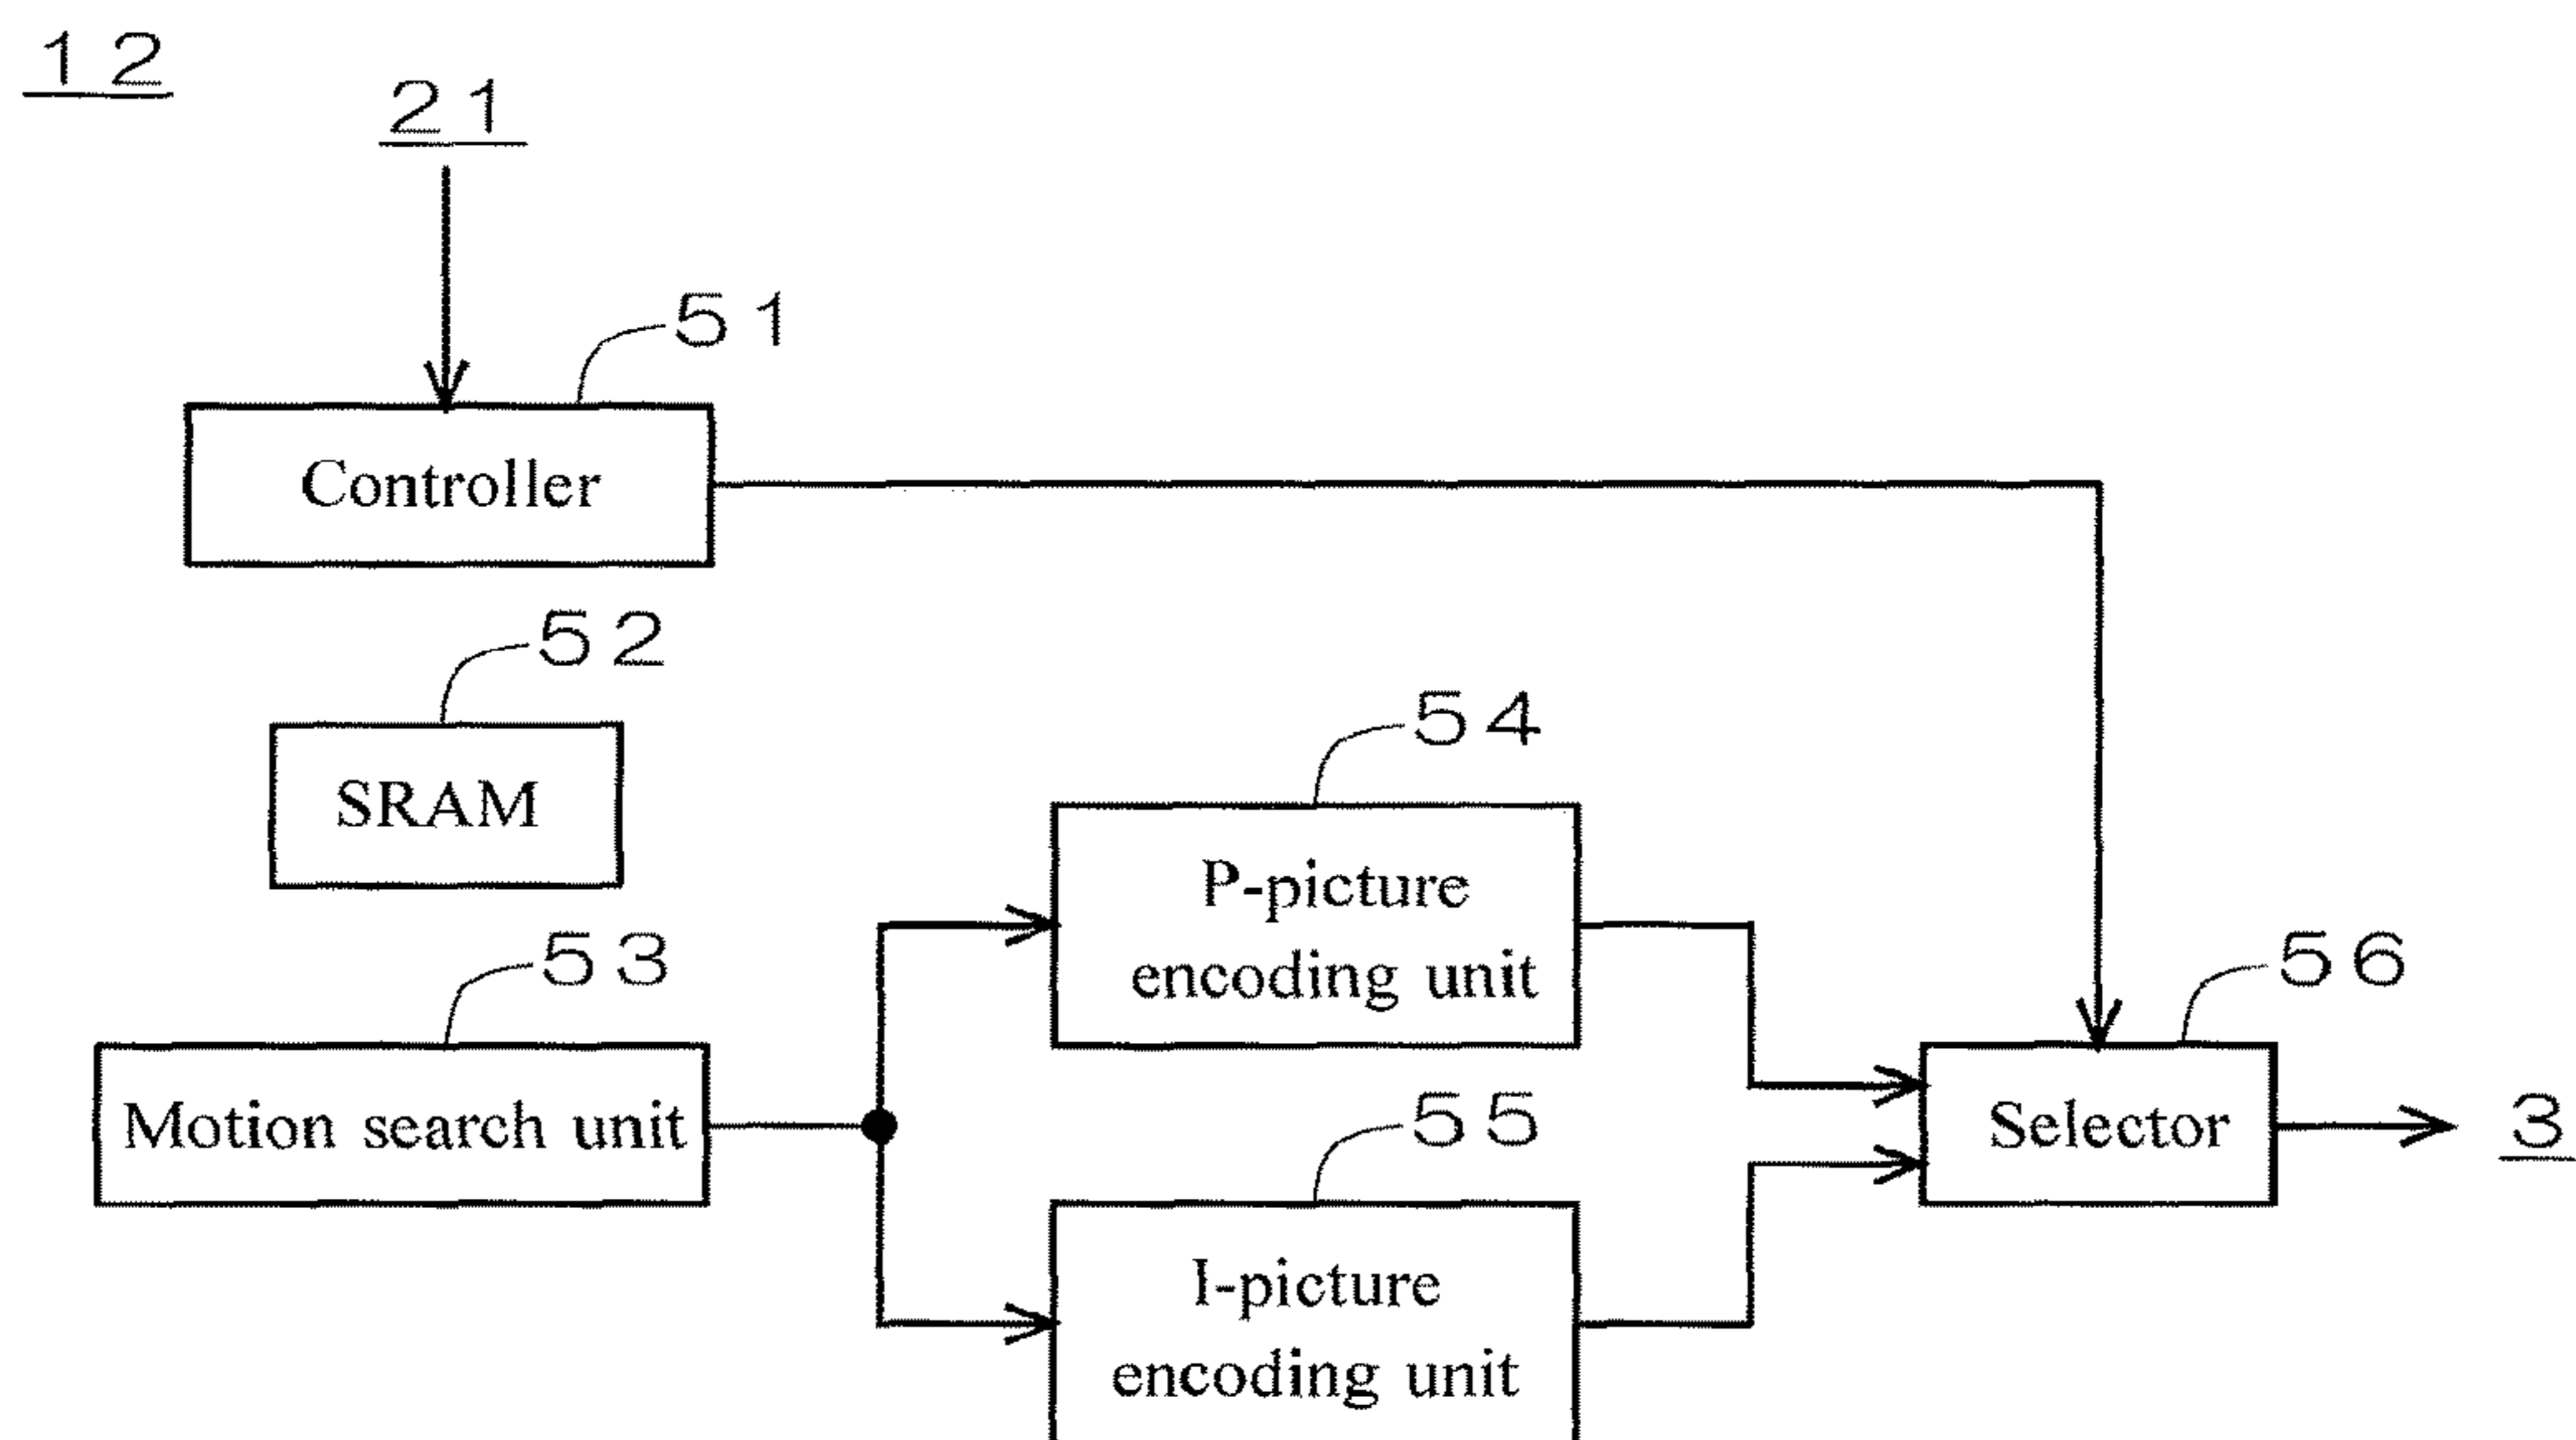 12
21
51
Controller
52
SRAM
54
P-picture
encoding unit
53
Motion search unit
56
Selector
3
55
I-picture
encoding unit